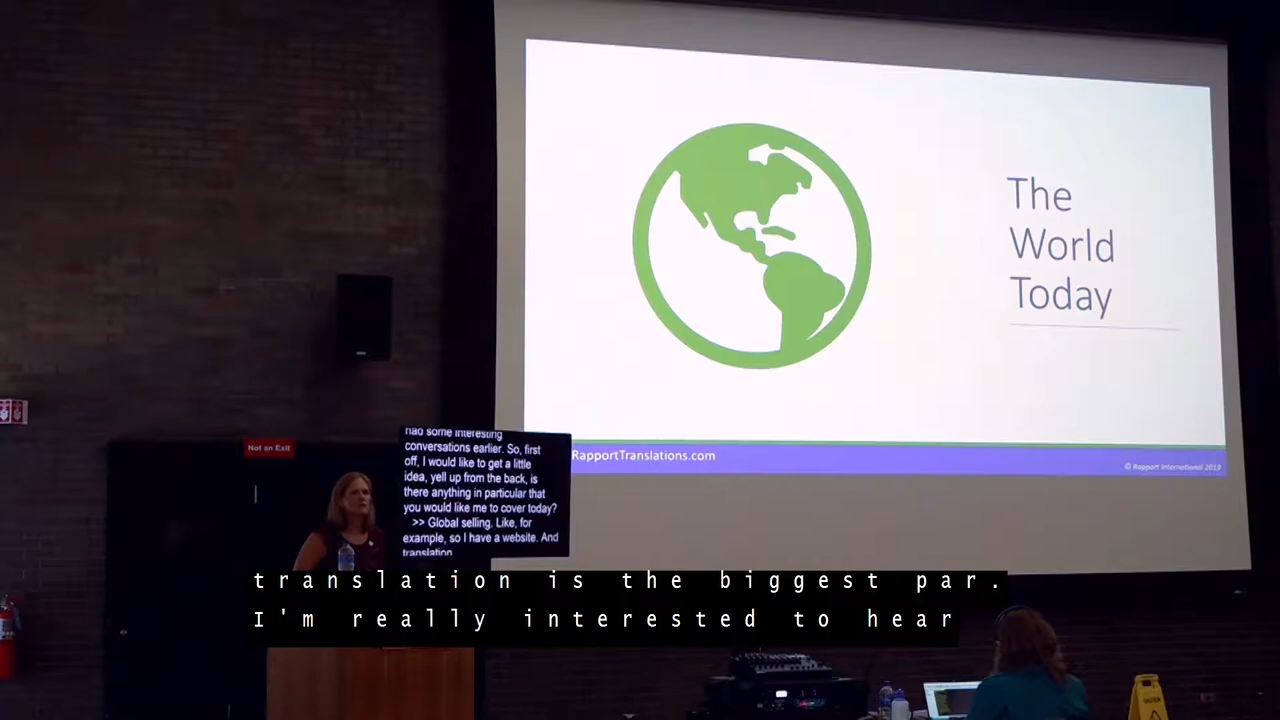 The
World
Today
RapportTranslations.com
© Rapport International 2019
Not an Exit
had some interesting
conversations earlier. So, first
off, I would like to get a little
idea, yell up from the back, is
there anything in particular that
you would like me to cover today?
>> Global selling. Like, for
example, so I have a website. And
translation
translation is the biggest par.
I'm really interested to hear
CAUTION